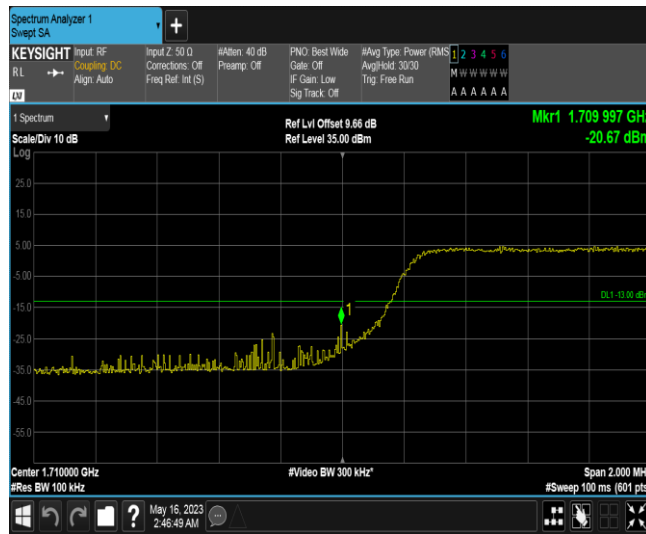 Spectrum Analyzer 1
Swept SA
KEYSIGHT
RL
LXI
Input: RF
Coupling: DC
Align: Auto
Input Z: 50 Ω
Corrections: Off
Freq Ref: Int (S)
#Atten: 40 dB
Preamp: Off
PNO: Best Wide
Gate: Off
IF Gain: Low
Sig Track: Off
#Avg Type: Power (RMS
Avg|Hold: 30/30
Trig: Free Run
1 2 3 4 5 6
M W W W W W
A A A A A A
1 Spectrum
Scale/Div 10 dB
Ref Lvl Offset 9.66 dB
Ref Level 35.00 dBm
Mkr1 1.709 997 GH
-20.67 dBm
Log
25.0
15.0
5.00
-5.00
-15.0
-25.0
-35.0
-45.0
-55.0
1
DL1 -13.00 dBm
Center 1.710000 GHz
#Video BW 300 kHz*
Span 2.000 MH
#Res BW 100 kHz
#Sweep 100 ms (601 pts
?
May 16, 2023
2:46:49 AM